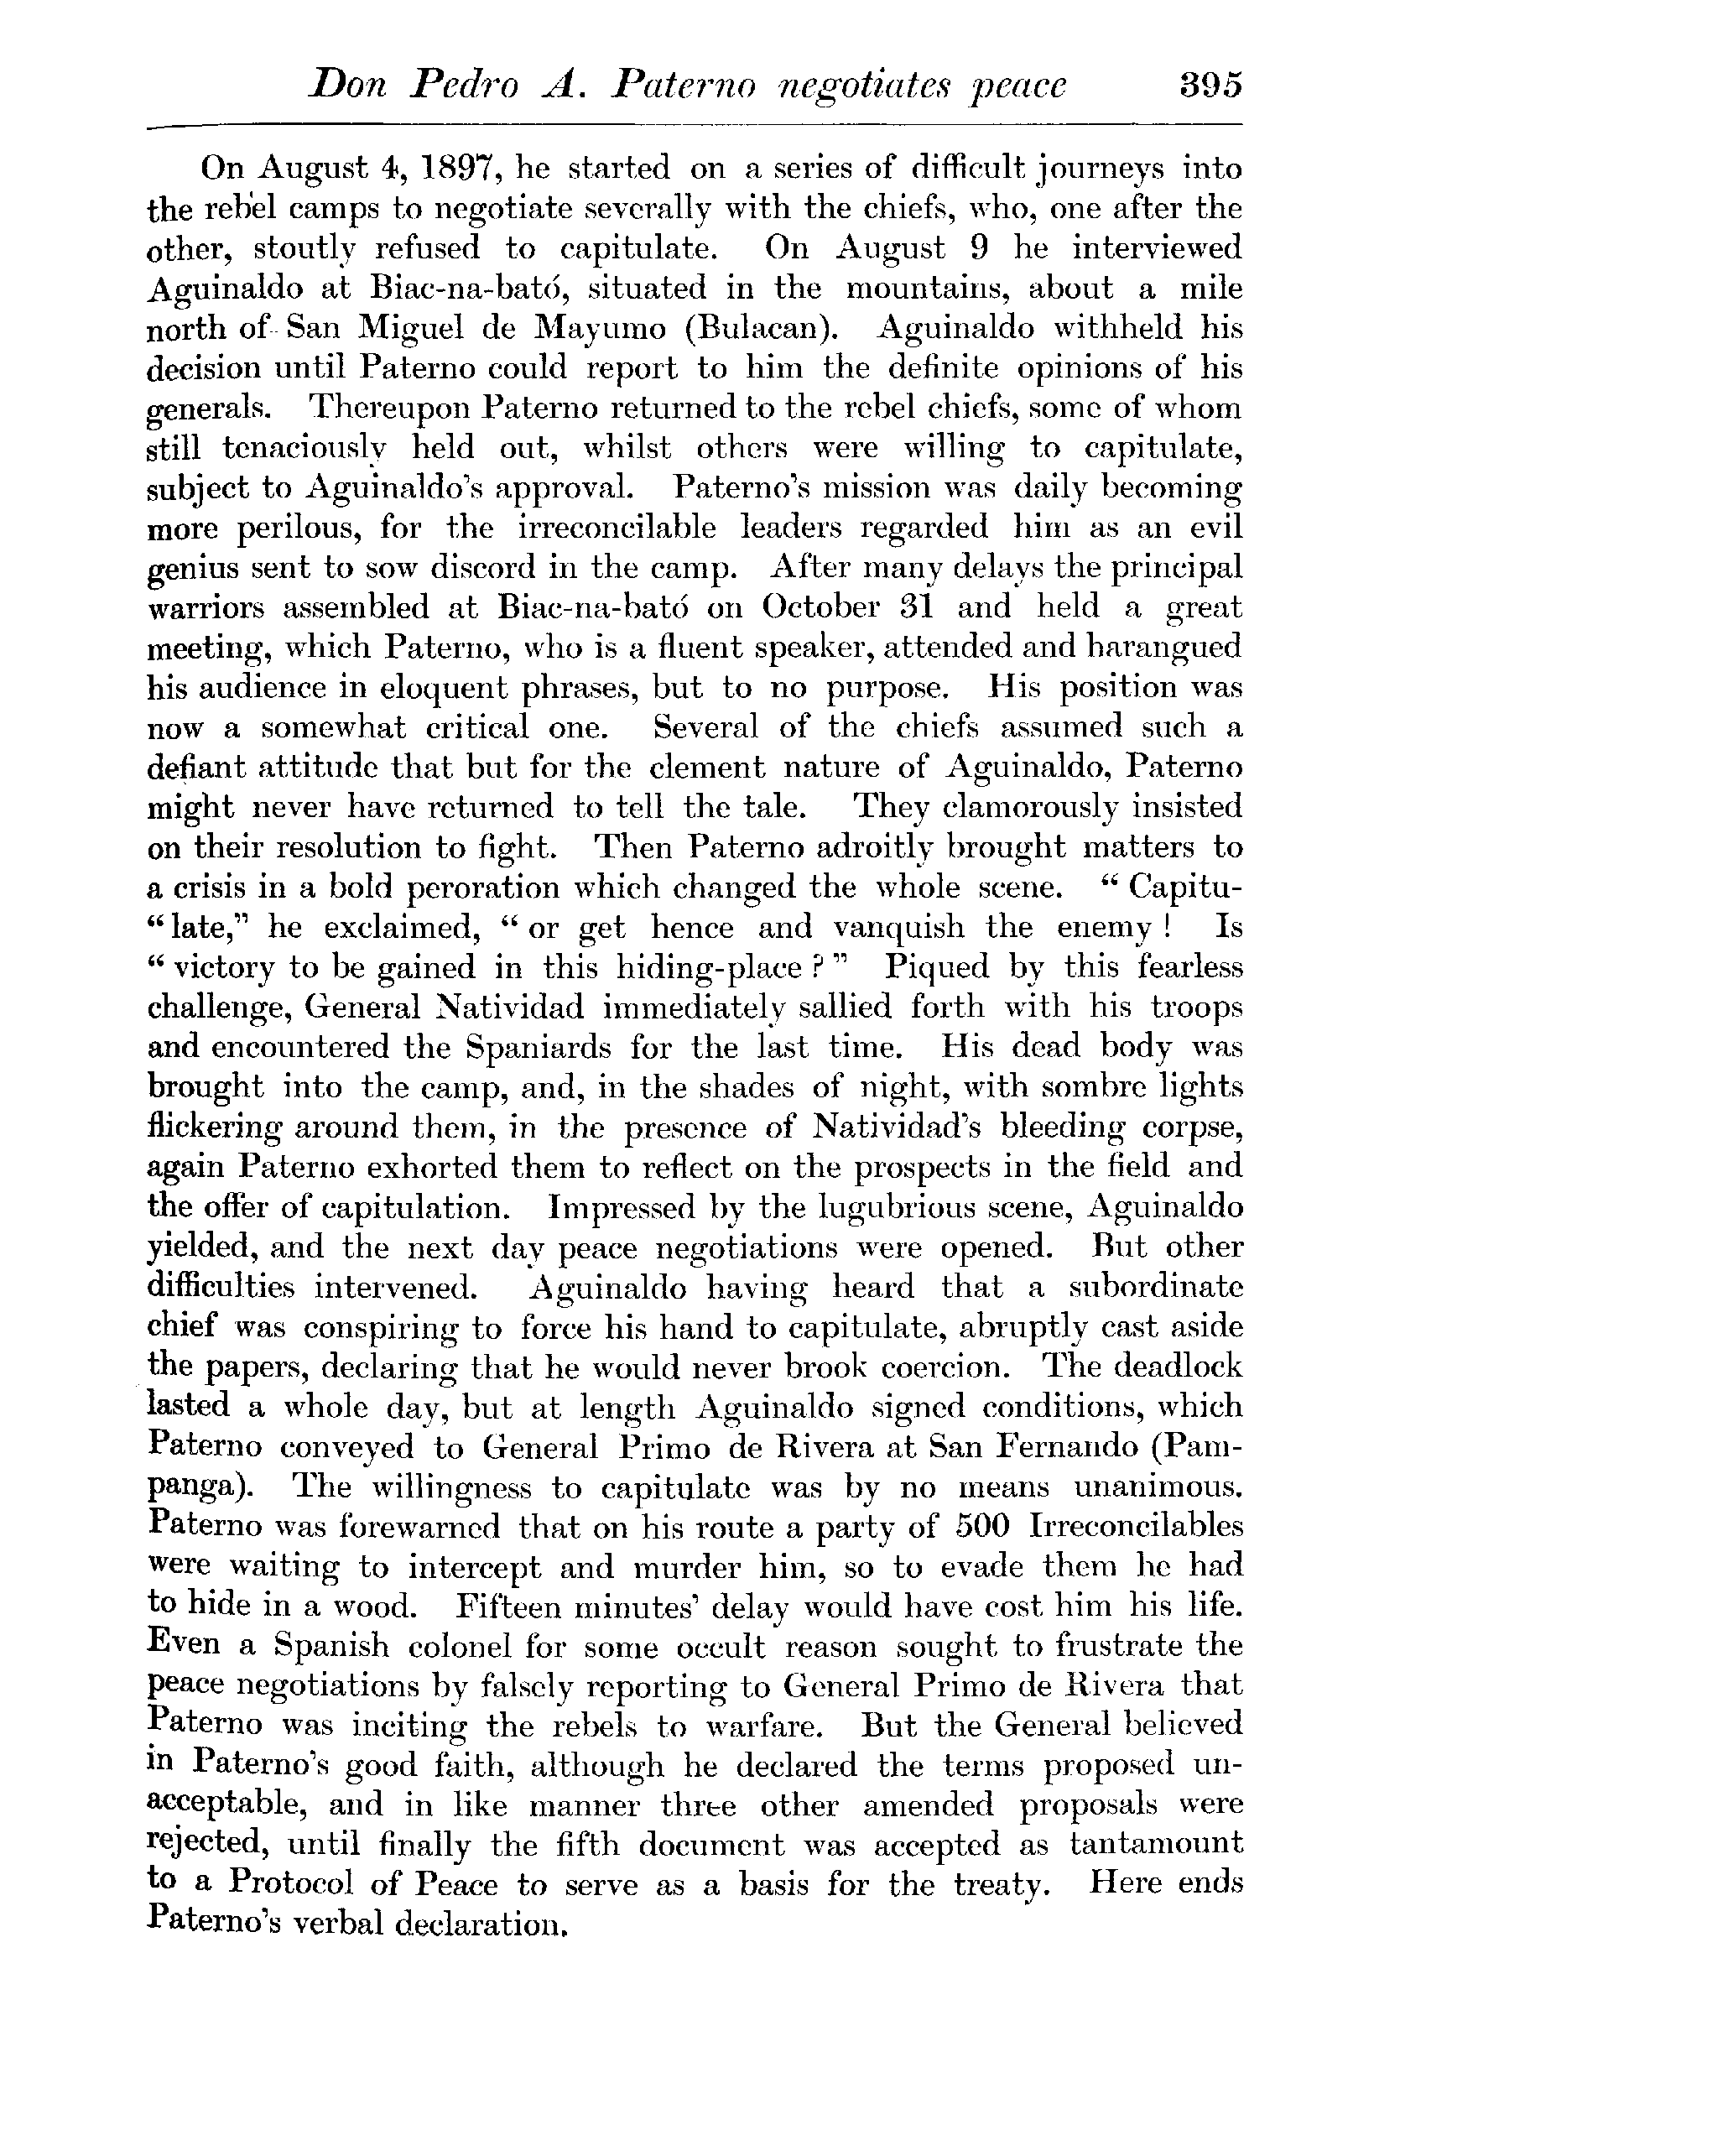 Don Pedro A. Paterno negotiates peace 395
On August 4, 1897, he started on a series of difficult journeys into
the rebel camps to negotiate severally with the chiefs, who, one after the
other, stoutly refused to capitulate. On August 9 he interviewed
Aguinaldo at Biac-na-bató, situated in the mountains, about a mile
north of San Miguel de Mayumo (Bulacan). Aguinaldo withheld his
decision until Paterno could report to him the definite opinions of his
generals. Thereupon Paterno returned to the rebel chiefs, some of whom
still tenaciously held out, whilst others were willing to capitulate,
subject to Aguinaldo's approval. Paterno's mission was daily becoming
more perilous, for the irreconcilable leaders regarded him as an evil
genius sent to sow discord in the camp. After many delays the principal
warriors assembled at Biac-na-bató on October 31 and held a great
meeting, which Paterno, who is a fluent speaker, attended and harangued
his audience in eloquent phrases, but to no purpose. His position was
now a somewhat critical one. Several of the chiefs assumed such a
defiant attitude that but for the clement nature of Aguinaldo, Paterno
might never have returned to tell the tale. They clamorously insisted
on their resolution to fight. Then Paterno adroitly brought matters to
a crisis in a bold peroration which changed the whole scene. “ Capitu-
“ late,” he exclaimed, “ or get hence and vanquish the enemy ! Is
“ victory to be gained in this hiding-place ? ” Piqued by this fearless
challenge, General Natividad immediately sallied forth with his troops
and encountered the Spaniards for the last time. His dead body was
brought into the camp, and, in the shades of night, with sombre lights
flickering around them, in the presence of Natividad's bleeding corpse,
again Paterno exhorted them to reflect on the prospects in the field and
the offer of capitulation. Impressed by the lugubrious scene, Aguinaldo
yielded, and the next day peace negotiations were opened. But other
difficulties intervened. Aguinaldo having heard that a subordinate
chief was conspiring to force his hand to capitulate, abruptly cast aside
the papers, declaring that he would never brook coercion. The deadlock
lasted a whole day, but at length Aguinaldo signed conditions, which
Paterno conveyed to General Primo de Rivera at San Fernando (Pam-
panga). The willingness to capitulate was by no means unanimous.
Paterno was forewarned that on his route a party of 500 Irreconcilables
were waiting to intercept and murder him, so to evade them he had
to hide in a wood. Fifteen minutes' delay would have cost him his life.
Even a Spanish colonel for some occult reason sought to frustrate the
peace negotiations by falsely reporting to General Primo de Rivera that
Paterno was inciting the rebels to warfare. But the General believed
in Paterno's good faith, although he declared the terms proposed un-
acceptable, and in like manner three other amended proposals were
rejected, until finally the fifth document was accepted as tantamount
to a Protocol of Peace to serve as a basis for the treaty. Here ends
Paterno's verbal declaration.